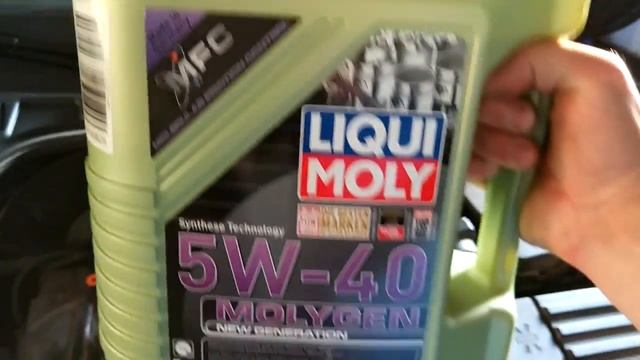 MFC
LIQUI
MOLY
Synthese Technology
5W-40
MOLYGEN
NEW GENERATION